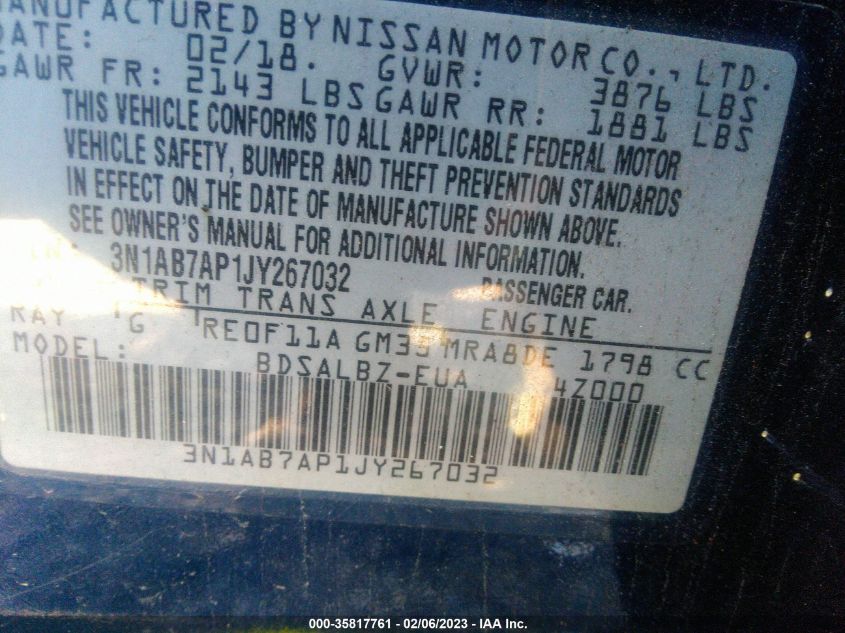 MANUFACTURED BY NISSAN MOTOR CO., LTD.
DATE: 02/18. GVWR: 3876 LBS
GAWR FR: 2143 LBS GAWR RR: 1881 LBS
THIS VEHICLE CONFORMS TO ALL APPLICABLE FEDERAL MOTOR
VEHICLE SAFETY, BUMPER AND THEFT PREVENTION STANDARDS
IN EFFECT ON THE DATE OF MANUFACTURE SHOWN ABOVE.
SEE OWNER'S MANUAL FOR ADDITIONAL INFORMATION.
3N1AB7AP1JY267032 PASSENGER CAR.
TRIM TRANS AXLE ENGINE
RAY G RE0F11A GM35 MRA8DE 1798 CC
MODEL: BDSALBZ-EUA 4Z000
3N1AB7AP1JY267032
000-35817761 - 02/06/2023 - IAA Inc.